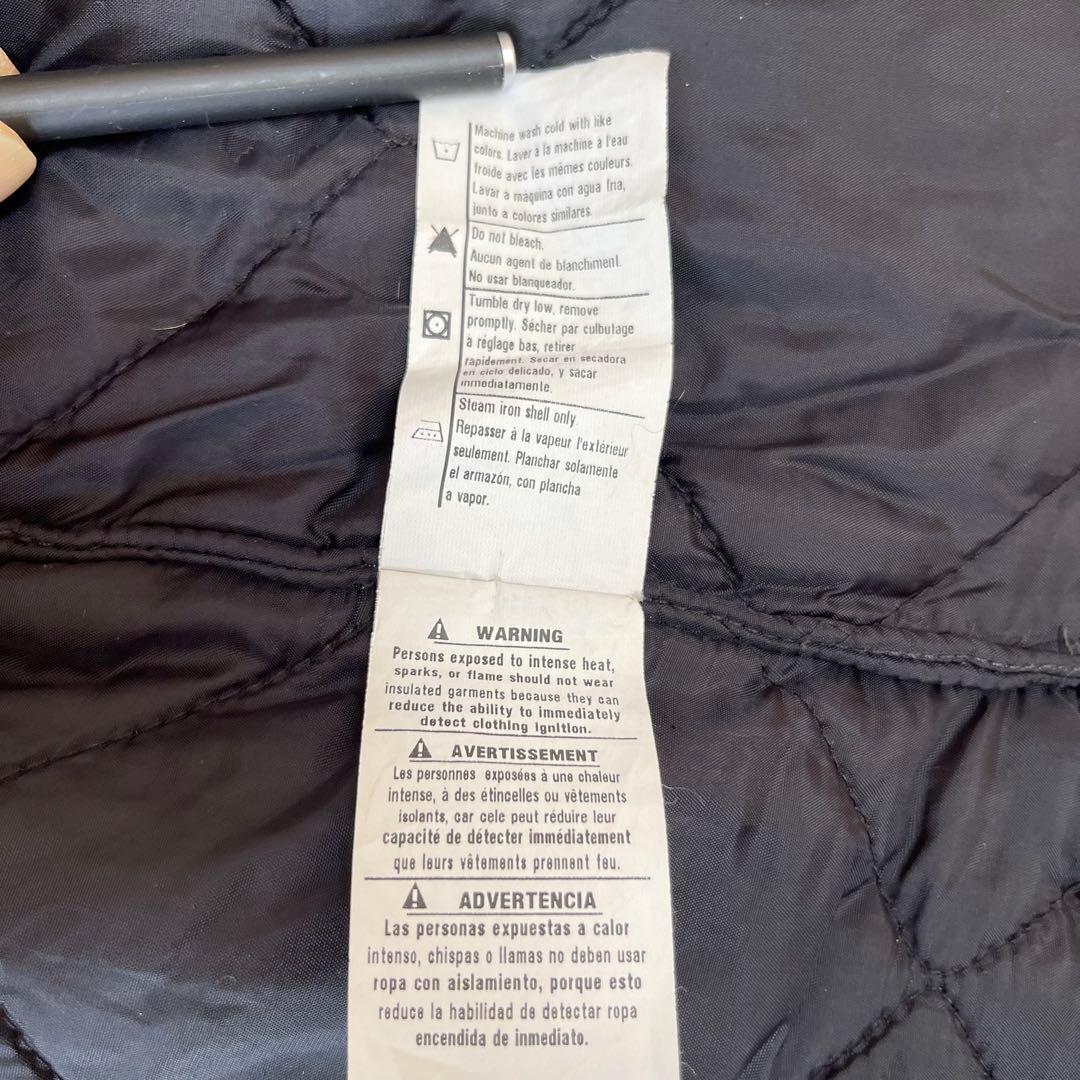 Machine wash cold with like
colors. Laver à la machine à l'eau
froide avec les mêmes couleurs.
Lavar a maquina con agua fria,
junto a colores similares.
Do not bleach.
Aucun agent de blanchiment.
No usar blanqueador.
Tumble dry low, remove
promptly. Sécher par culbutage
à réglage bas, retirer
rapidement. Secar en secadora
en ciclo delicado, y sacar
inmediatamente.
Steam iron shell only
Repasser à la vapeur l'extérieur
seulement. Planchar solamente
el armazón, con plancha
a vapor.
WARNING
Persons exposed to intense heat,
sparks, or flame should not wear
insulated garments because they can
reduce the ability to immediately
detect clothing ignition.
AVERTISSEMENT
Les personnes exposées à une chaleur
intense, à des étincelles ou vêtements
isolants, car cele peut réduire leur
capacité de détecter immédiatement
que leurs vêtements prennent feu.
ADVERTENCIA
Las personas expuestas a calor
intenso, chispas o llamas no deben usar
ropa con aislamiento, porque esto
reduce la habilidad de detectar ropa
encendida de inmediato.